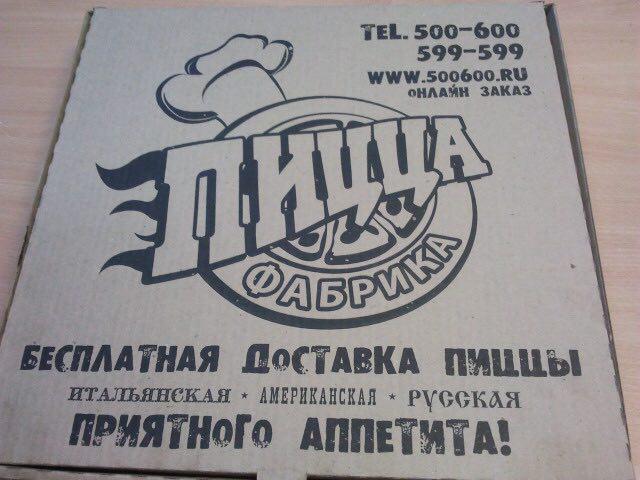 TEL. 500-600
599-599
WWW.500600.RU
ОНЛАЙН ЗАКАЗ
ПИЦЦА
ФАБРИКА
БЕСПЛАТНАЯ ДОСТАВКА ПИЦЦЫ
ИТАЛЬЯНСКАЯ ★ АМЕРИКАНСКАЯ ★ РУССКАЯ
ПРИЯТНОГО АППЕТИТА!